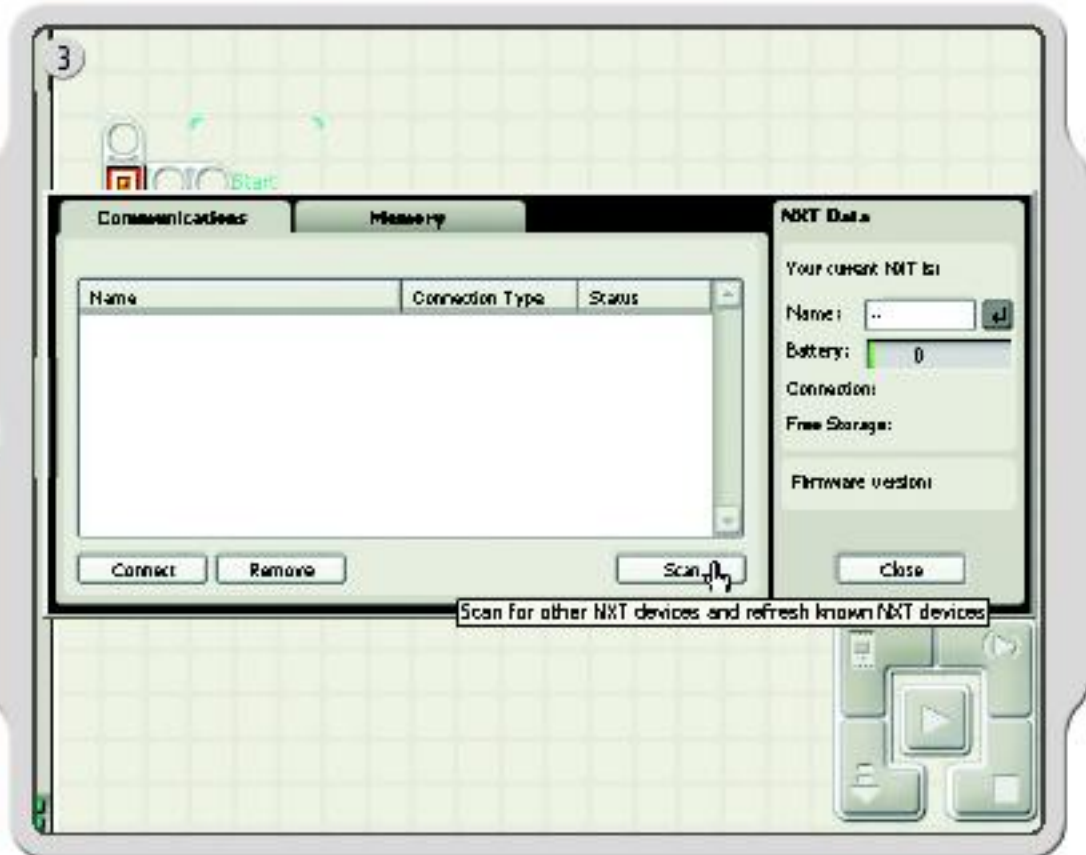 3
Start
Communications
Memory
NXT Data
Your current NXT is:
Name
Connection Type
Status
Name: --
Battery: 0
Connection:
Free Storage:
Firmware version:
Connect
Remove
Scan
Close
Scan for other NXT devices and refresh known NXT devices